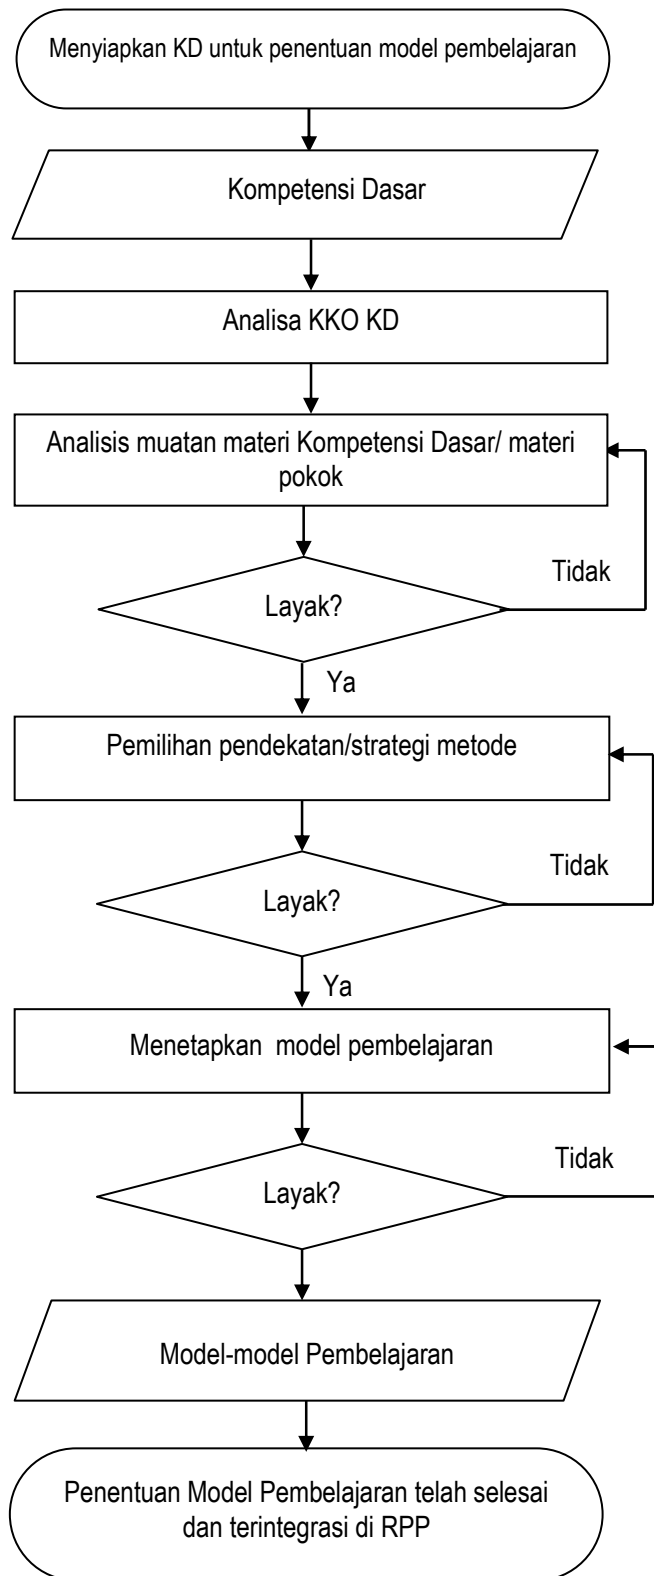 Menyiapkan KD untuk penentuan model pembelajaran
Kompetensi Dasar
Analisa KKO KD
Analisis muatan materi Kompetensi Dasar/ materi
pokok
Tidak
Layak?
Ya
Pemilihan pendekatan/strategi metode
Tidak
Layak?
Ya
Menetapkan  model pembelajaran
Tidak
Layak?
Model-model Pembelajaran
Penentuan Model Pembelajaran telah selesai
dan terintegrasi di RPP